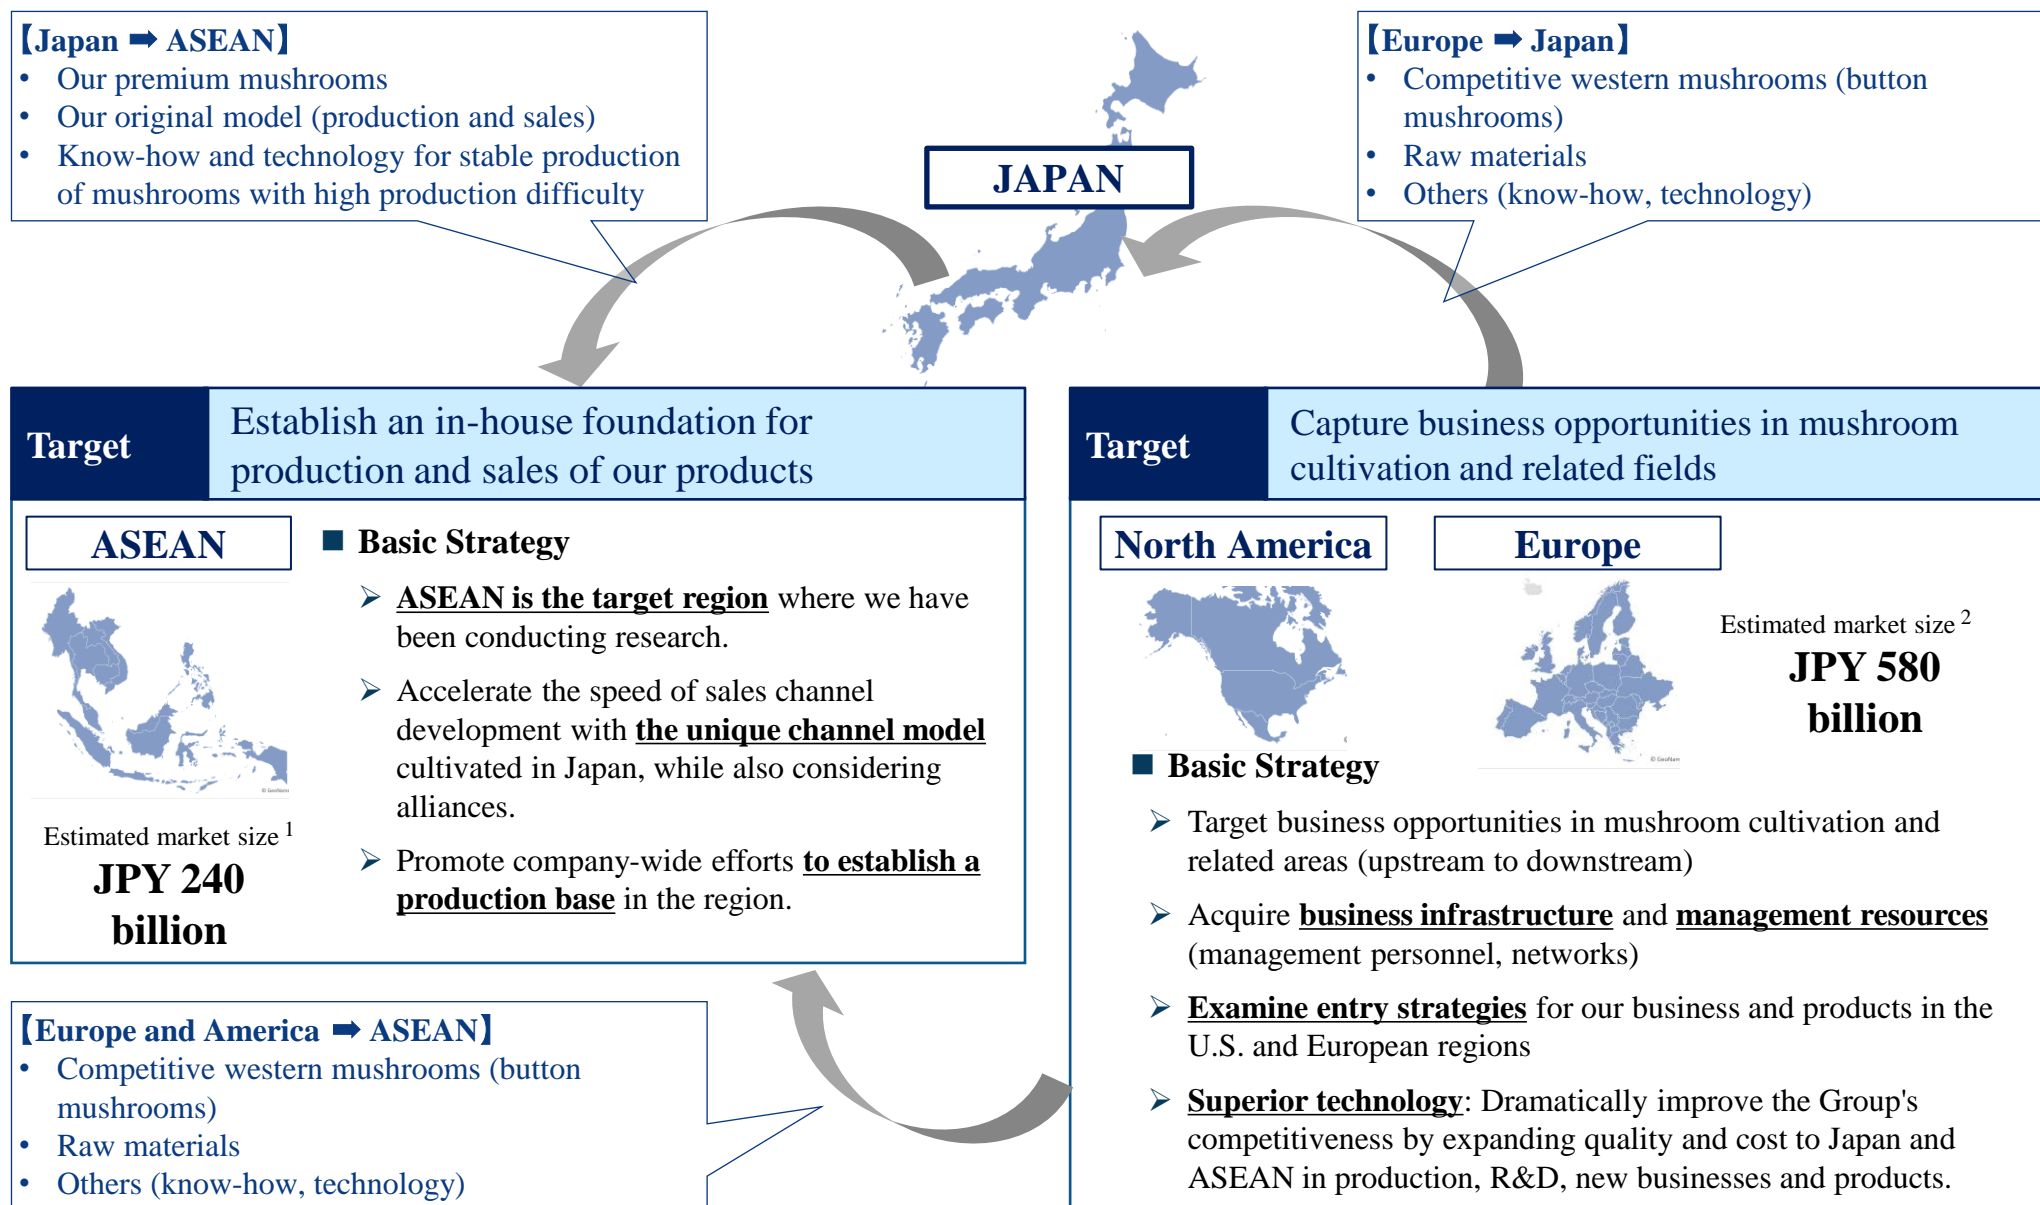 【Japan ➡ ASEAN】
• Our premium mushrooms
• Our original model (production and sales)
• Know-how and technology for stable production
of mushrooms with high production difficulty
JAPAN
【Europe ➡ Japan】
• Competitive western mushrooms (button
mushrooms)
• Raw materials
• Others (know-how, technology)
Target
Establish an in-house foundation for
production and sales of our products
ASEAN
© GeoNam
Estimated market size 1
JPY 240
billion
■ Basic Strategy
➢ ASEAN is the target region where we have
been conducting research.
➢ Accelerate the speed of sales channel
development with the unique channel model
cultivated in Japan, while also considering
alliances.
➢ Promote company-wide efforts to establish a
production base in the region.
Target
Capture business opportunities in mushroom
cultivation and related fields
North America
Europe
© GeoNam
Estimated market size 2
JPY 580
billion
■ Basic Strategy
➢ Target business opportunities in mushroom cultivation and
related areas (upstream to downstream)
➢ Acquire business infrastructure and management resources
(management personnel, networks)
➢ Examine entry strategies for our business and products in the
U.S. and European regions
➢ Superior technology: Dramatically improve the Group's
competitiveness by expanding quality and cost to Japan and
ASEAN in production, R&D, new businesses and products.
【Europe and America ➡ ASEAN】
• Competitive western mushrooms (button
mushrooms)
• Raw materials
• Others (know-how, technology)